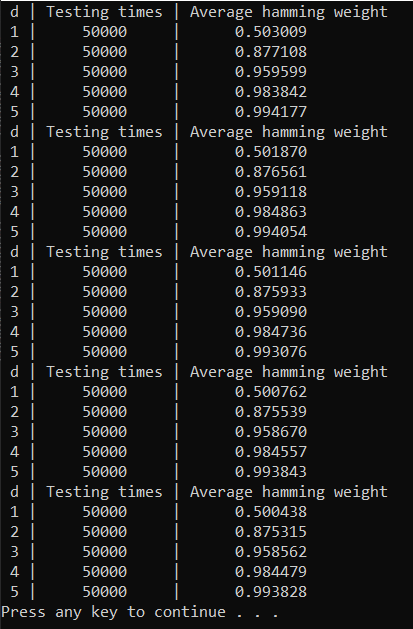 d | Testing times | Average hamming weight
1 | 50000 | 0.503009
2 | 50000 | 0.877108
3 | 50000 | 0.959599
4 | 50000 | 0.983842
5 | 50000 | 0.994177
d | Testing times | Average hamming weight
1 | 50000 | 0.501870
2 | 50000 | 0.876561
3 | 50000 | 0.959118
4 | 50000 | 0.984863
5 | 50000 | 0.994054
d | Testing times | Average hamming weight
1 | 50000 | 0.501146
2 | 50000 | 0.875933
3 | 50000 | 0.959090
4 | 50000 | 0.984736
5 | 50000 | 0.993076
d | Testing times | Average hamming weight
1 | 50000 | 0.500762
2 | 50000 | 0.875539
3 | 50000 | 0.958670
4 | 50000 | 0.984557
5 | 50000 | 0.993843
d | Testing times | Average hamming weight
1 | 50000 | 0.500438
2 | 50000 | 0.875315
3 | 50000 | 0.958562
4 | 50000 | 0.984479
5 | 50000 | 0.993828
Press any key to continue . . .